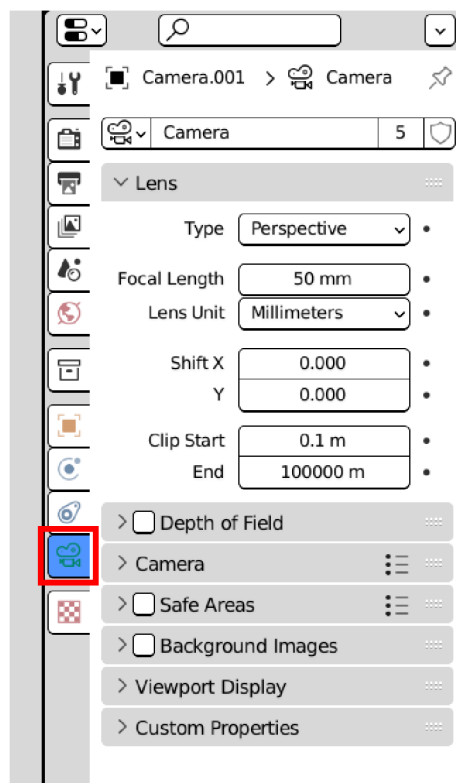 Camera.001 > Camera
Camera 5
Lens
Type Perspective
Focal Length 50 mm
Lens Unit Millimeters
Shift X 0.000
Y 0.000
Clip Start 0.1 m
End 100000 m
Depth of Field
Camera
Safe Areas
Background Images
Viewport Display
Custom Properties